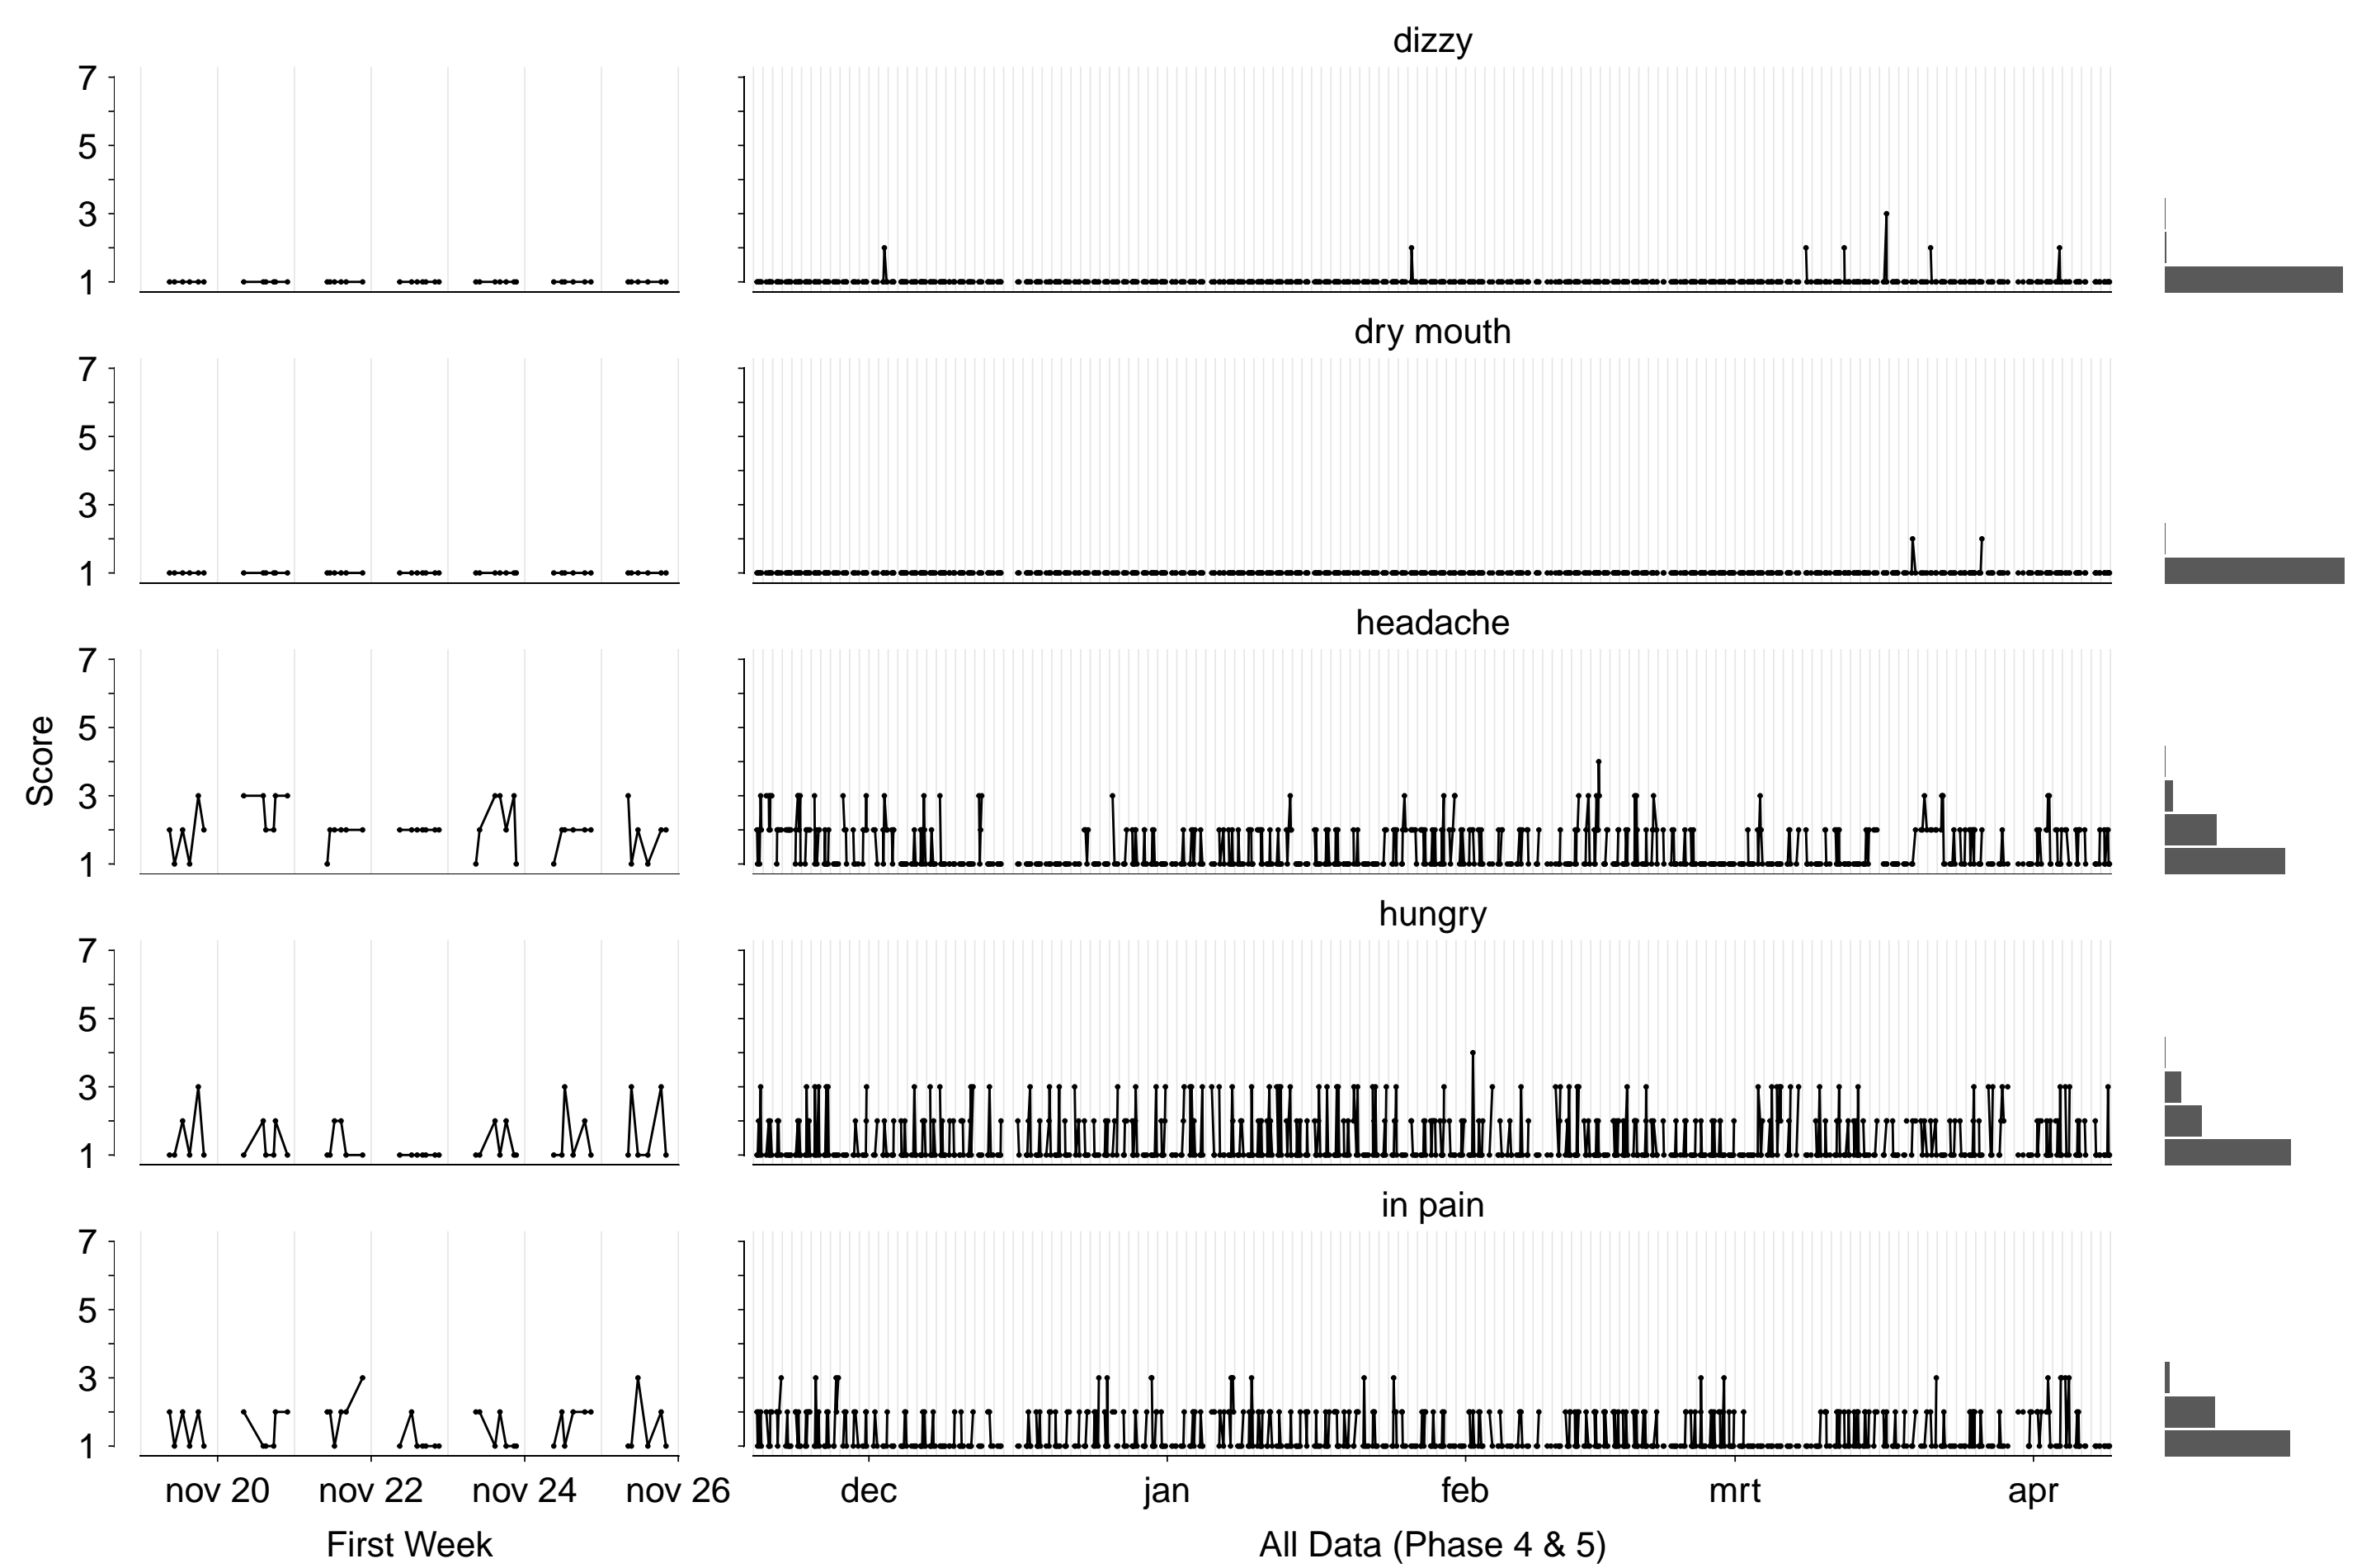 dizzy
7
5
3
1
dry mouth
7
5
3
1
headache
7
5
3
1
Score
hungry
7
5
3
1
in pain
7
5
3
1
nov 20 nov 22 nov 24 nov 26 dec jan feb mrt apr
First Week All Data (Phase 4 & 5)